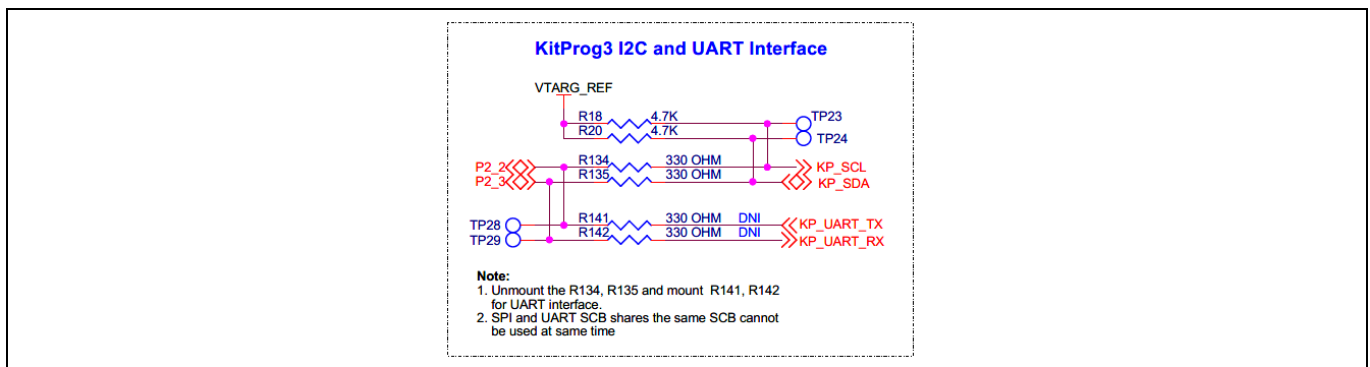 KitProg3 I2C and UART Interface
VTARG_REF
R18 4.7K TP23
R20 4.7K TP24
P2_2 R134 330 OHM KP_SCL
P2_3 R135 330 OHM KP_SDA
TP28 R141 330 OHM DNI KP_UART_TX
TP29 R142 330 OHM DNI KP_UART_RX
Note:
1. Unmount the R134, R135 and mount R141, R142
for UART interface.
2. SPI and UART SCB shares the same SCB cannot
be used at same time